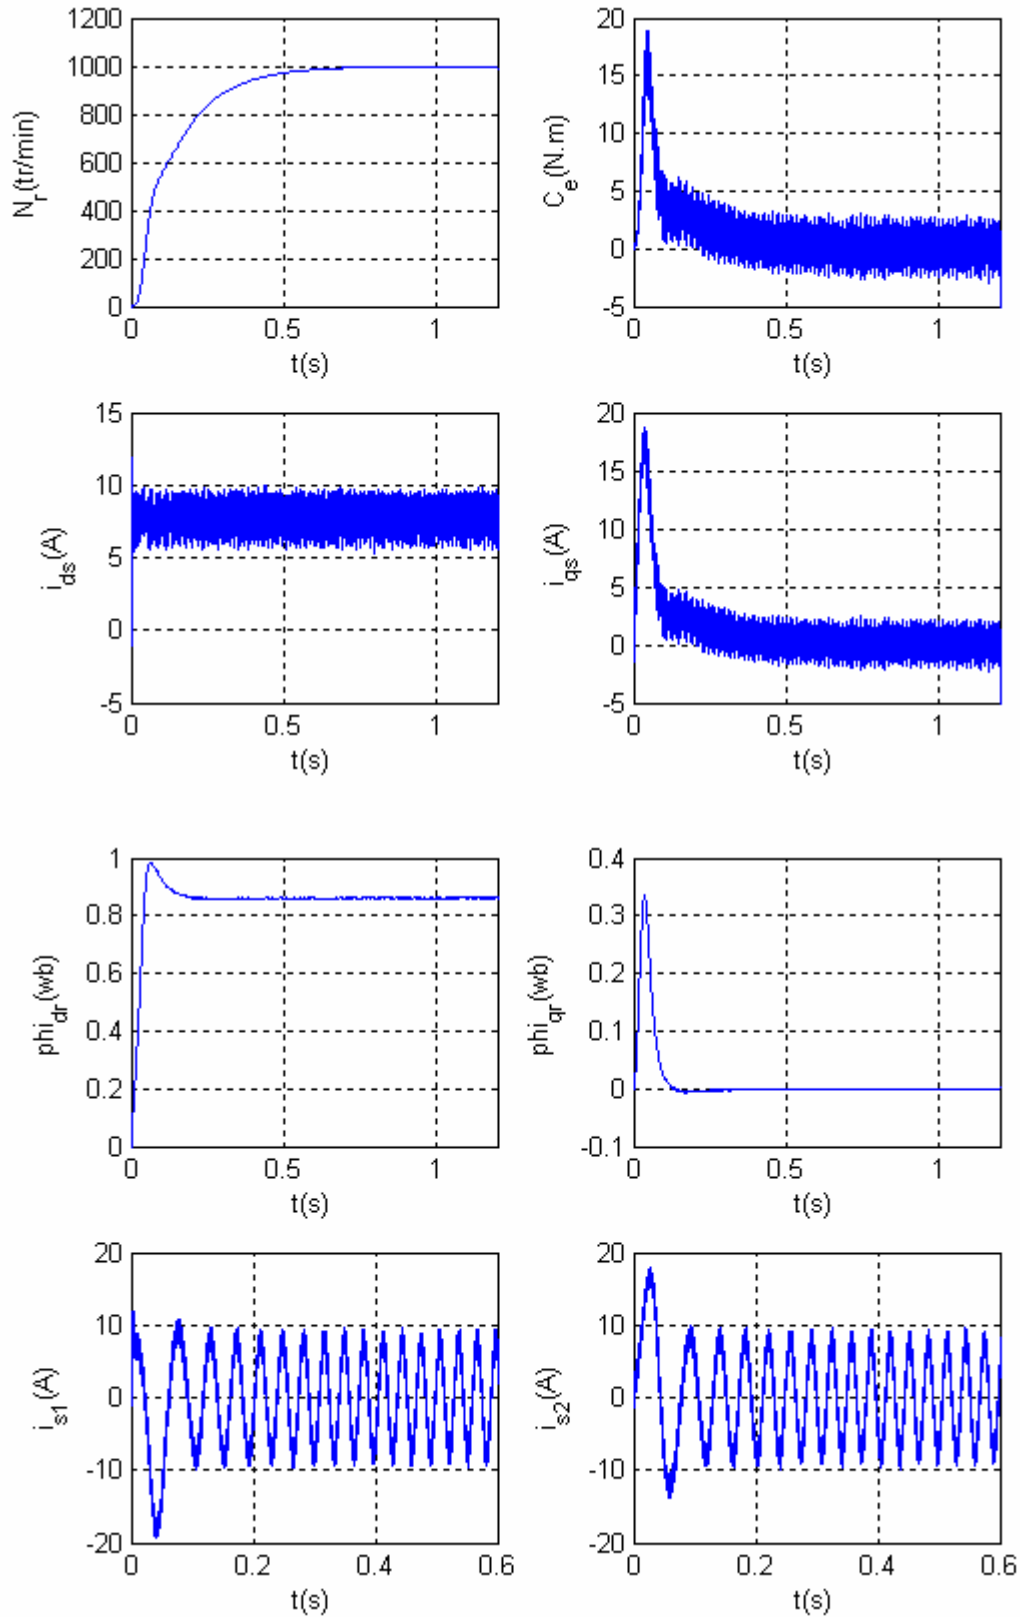 1200
1000
800
600
400
200
0
N_r(tr/min)
0 0.5 1
t(s)
20
15
10
5
0
-5
C_e(N.m)
0 0.5 1
t(s)
15
10
5
0
-5
i_ds(A)
0 0.5 1
t(s)
20
15
10
5
0
-5
i_qs(A)
0 0.5 1
t(s)
1
0.8
0.6
0.4
0.2
0
phi_dr(wb)
0 0.5 1
t(s)
0.4
0.3
0.2
0.1
0
-0.1
phi_qr(wb)
0 0.5 1
t(s)
20
10
0
-10
-20
i_s1(A)
0 0.2 0.4 0.6
t(s)
20
10
0
-10
-20
i_s2(A)
0 0.2 0.4 0.6
t(s)